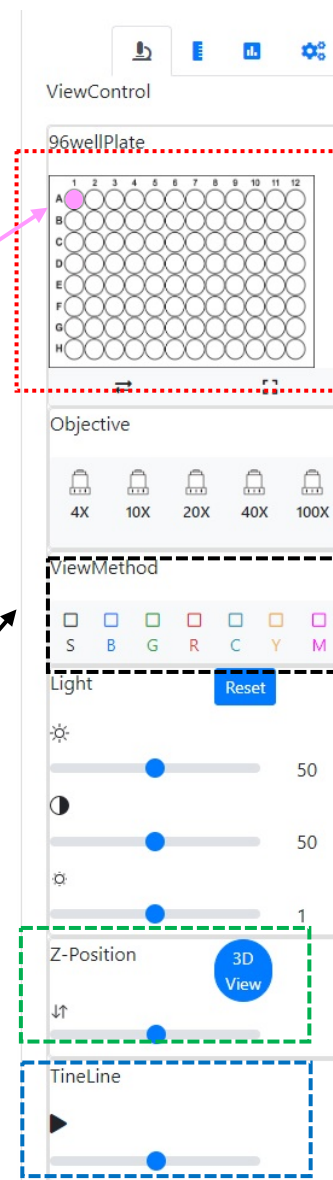 ViewControl
96wellPlate
1 2 3 4 5 6 7 8 9 10 11 12
A
B
C
D
E
F
G
H
Objective
4X 10X 20X 40X 100X
ViewMethod
S B G R C Y M
Light Reset
50
50
1
Z-Position 3D
View
TineLine